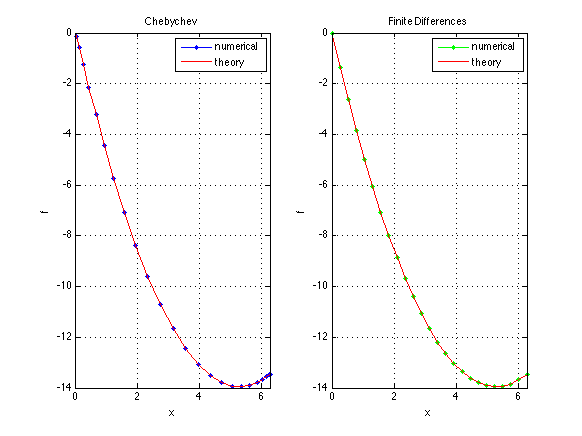 Chebychev
numerical
theory
0
-2
-4
-6
-8
-10
-12
-14
f
0 2 4 6
x
Finite Differences
numerical
theory
0
-2
-4
-6
-8
-10
-12
-14
f
0 2 4 6
x